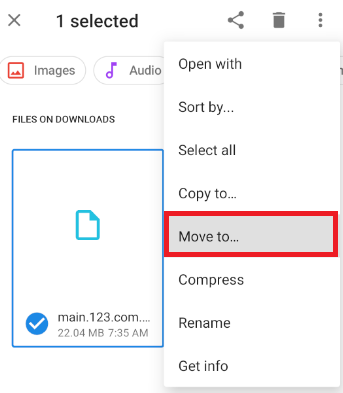 1 selected
Images
Audio
Open with
Sort by...
Select all
Copy to…
Move to…
Compress
Rename
Get info
FILES ON DOWNLOADS
main.123.com....
22.04 MB 7:35 AM